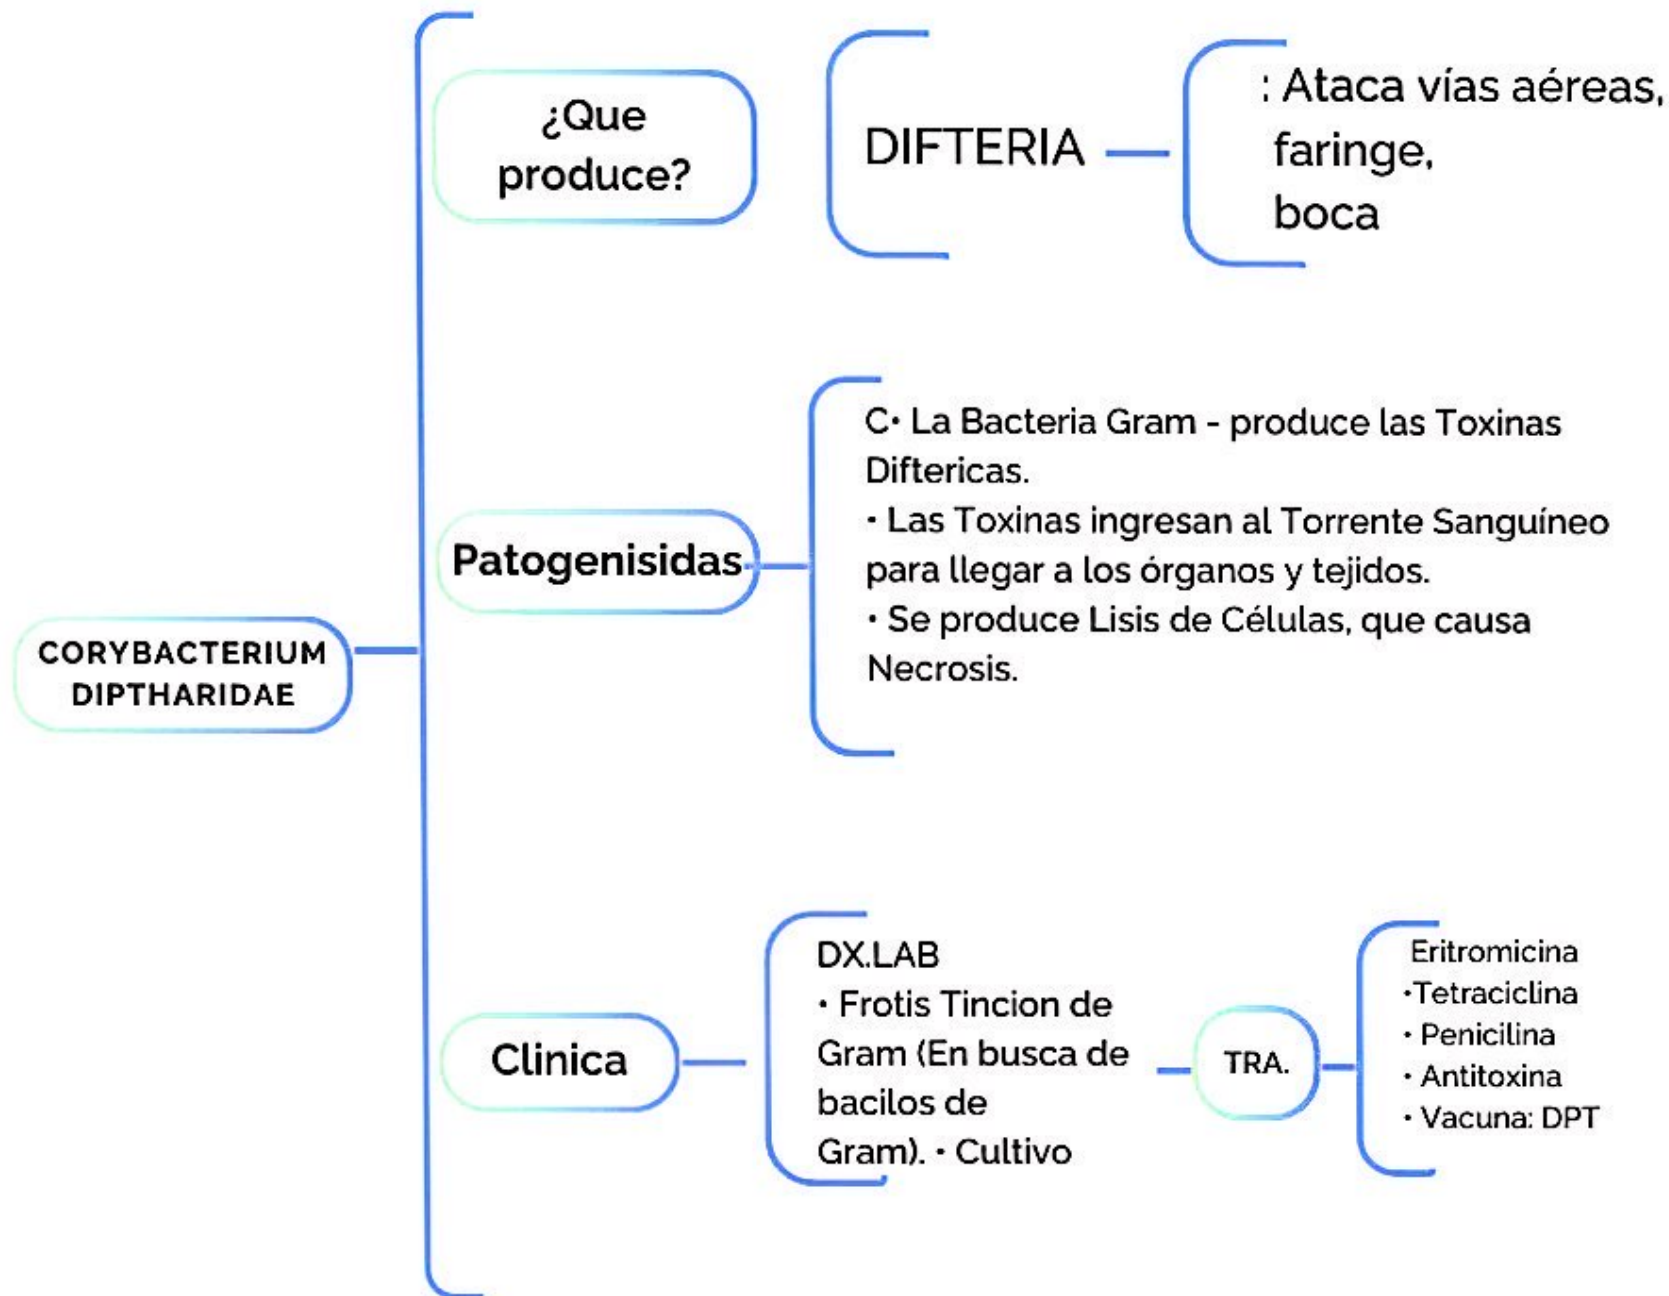 CORYBACTERIUM
DIPTHARIDAE
¿Que
produce?
DIFTERIA
: Ataca vías aéreas,
faringe,
boca
Patogenisidas
C• La Bacteria Gram - produce las Toxinas
Diftericas.
• Las Toxinas ingresan al Torrente Sanguíneo
para llegar a los órganos y tejidos.
• Se produce Lisis de Células, que causa
Necrosis.
Clinica
DX.LAB
• Frotis Tincion de
Gram (En busca de
bacilos de
Gram). • Cultivo
TRA.
Eritromicina
•Tetraciclina
• Penicilina
• Antitoxina
• Vacuna: DPT